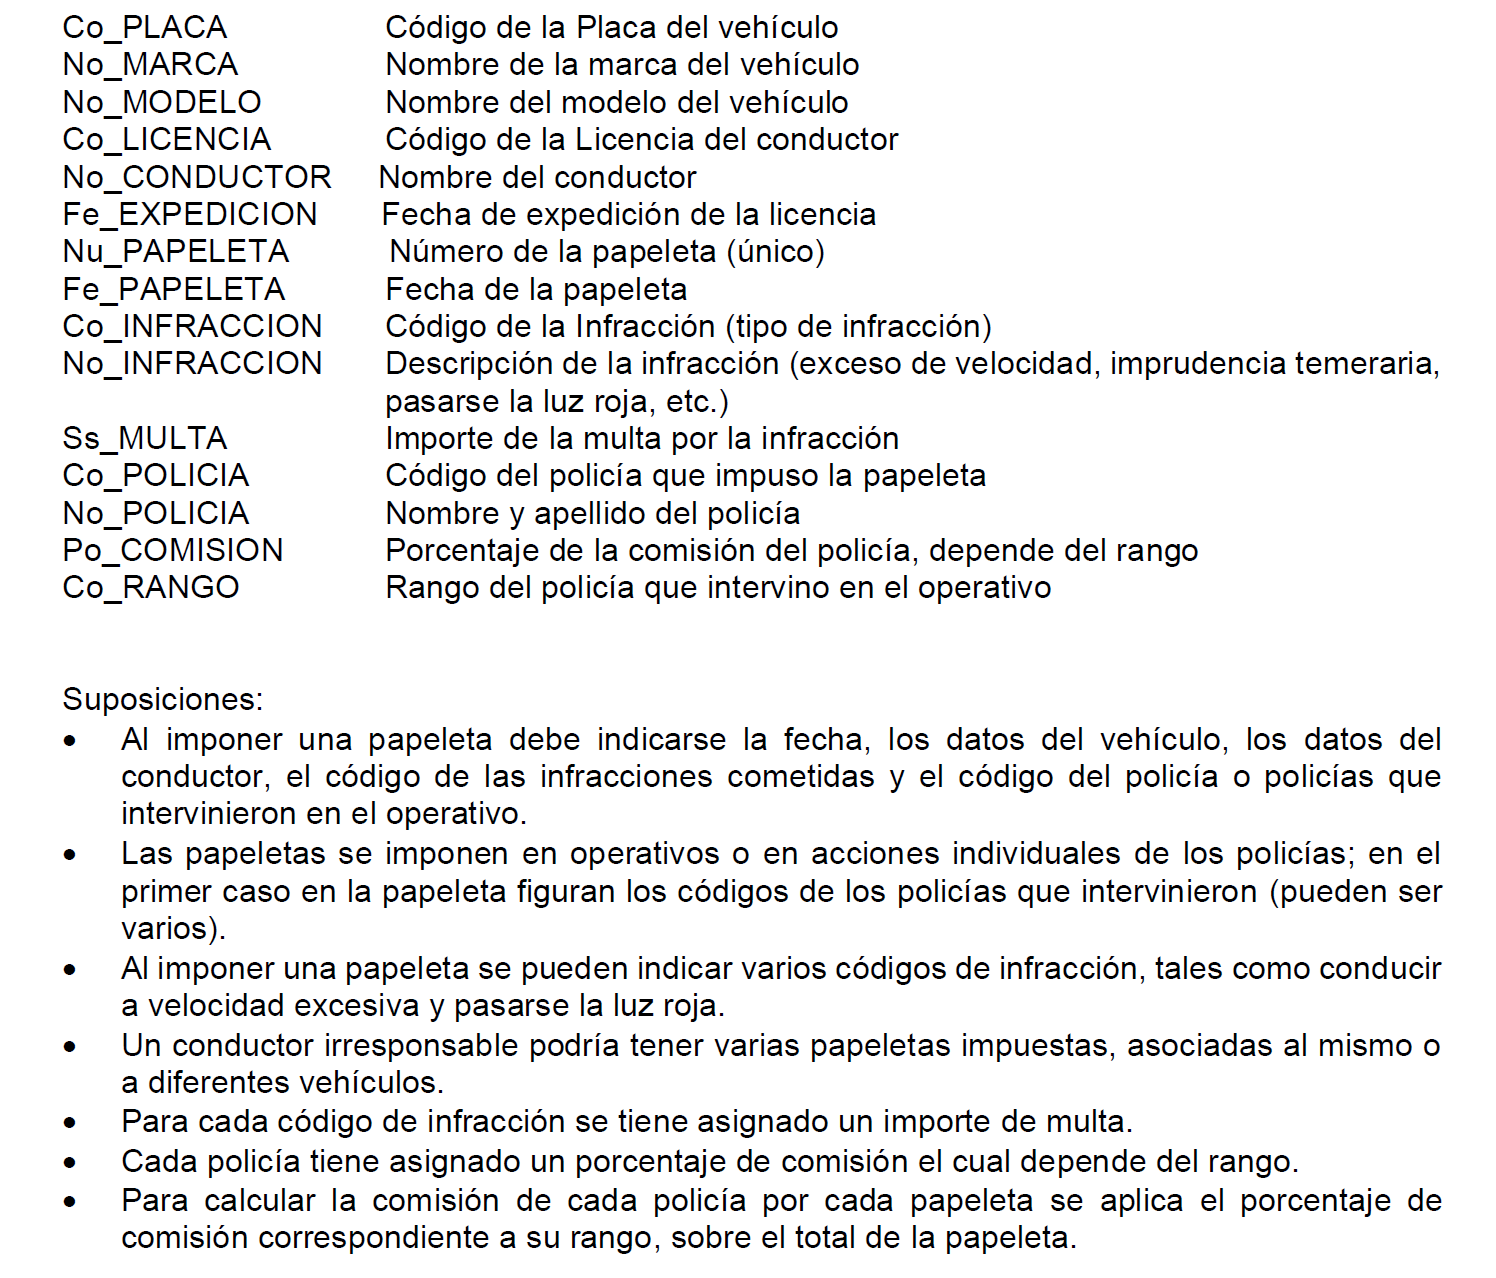 Co_PLACA Código de la Placa del vehículo
No_MARCA Nombre de la marca del vehículo
No_MODELO Nombre del modelo del vehículo
Co_LICENCIA Código de la Licencia del conductor
No_CONDUCTOR Nombre del conductor
Fe_EXPEDICION Fecha de expedición de la licencia
Nu_PAPELETA Número de la papeleta (único)
Fe_PAPELETA Fecha de la papeleta
Co_INFRACCION Código de la Infracción (tipo de infracción)
No_INFRACCION Descripción de la infracción (exceso de velocidad, imprudencia temeraria,
pasarse la luz roja, etc.)
Ss_MULTA Importe de la multa por la infracción
Co_POLICIA Código del policía que impuso la papeleta
No_POLICIA Nombre y apellido del policía
Po_COMISION Porcentaje de la comisión del policía, depende del rango
Co_RANGO Rango del policía que intervino en el operativo
Suposiciones:
• Al imponer una papeleta debe indicarse la fecha, los datos del vehículo, los datos del
conductor, el código de las infracciones cometidas y el código del policía o policías que
intervinieron en el operativo.
• Las papeletas se imponen en operativos o en acciones individuales de los policías; en el
primer caso en la papeleta figuran los códigos de los policías que intervinieron (pueden ser
varios).
• Al imponer una papeleta se pueden indicar varios códigos de infracción, tales como conducir
a velocidad excesiva y pasarse la luz roja.
• Un conductor irresponsable podría tener varias papeletas impuestas, asociadas al mismo o
a diferentes vehículos.
• Para cada código de infracción se tiene asignado un importe de multa.
• Cada policía tiene asignado un porcentaje de comisión el cual depende del rango.
• Para calcular la comisión de cada policía por cada papeleta se aplica el porcentaje de
comisión correspondiente a su rango, sobre el total de la papeleta.